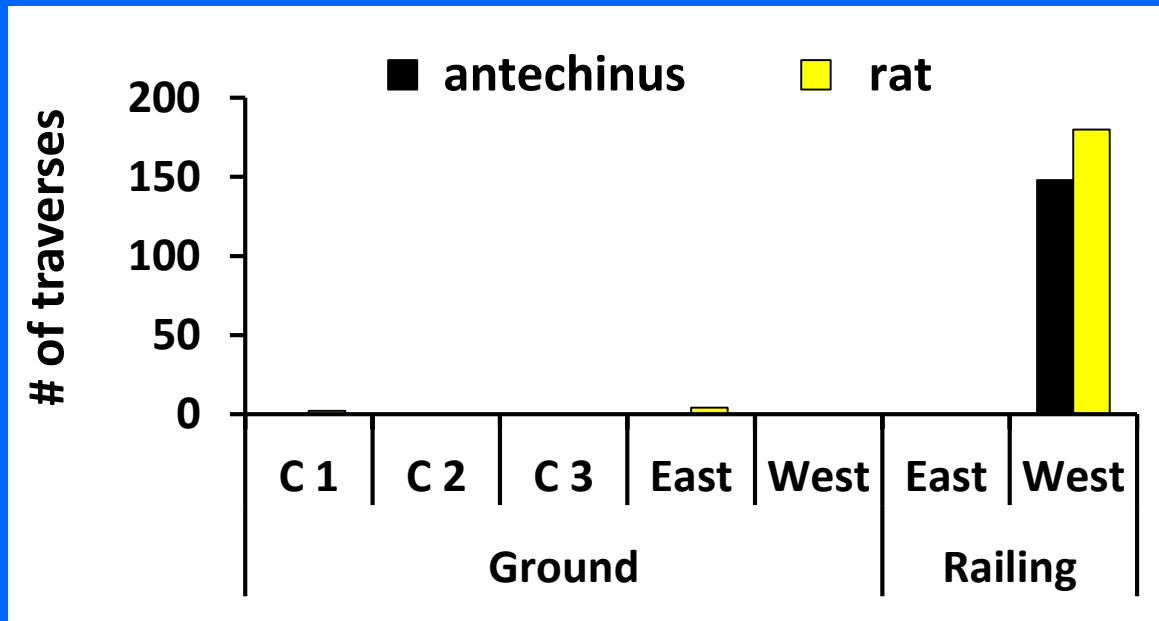 antechinus rat
# of traverses
200
150
100
50
0
C 1 C 2 C 3 East West East West
Ground Railing